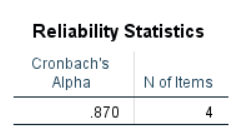 Reliability Statistics
Cronbach's
Alpha N of Items
.870 4